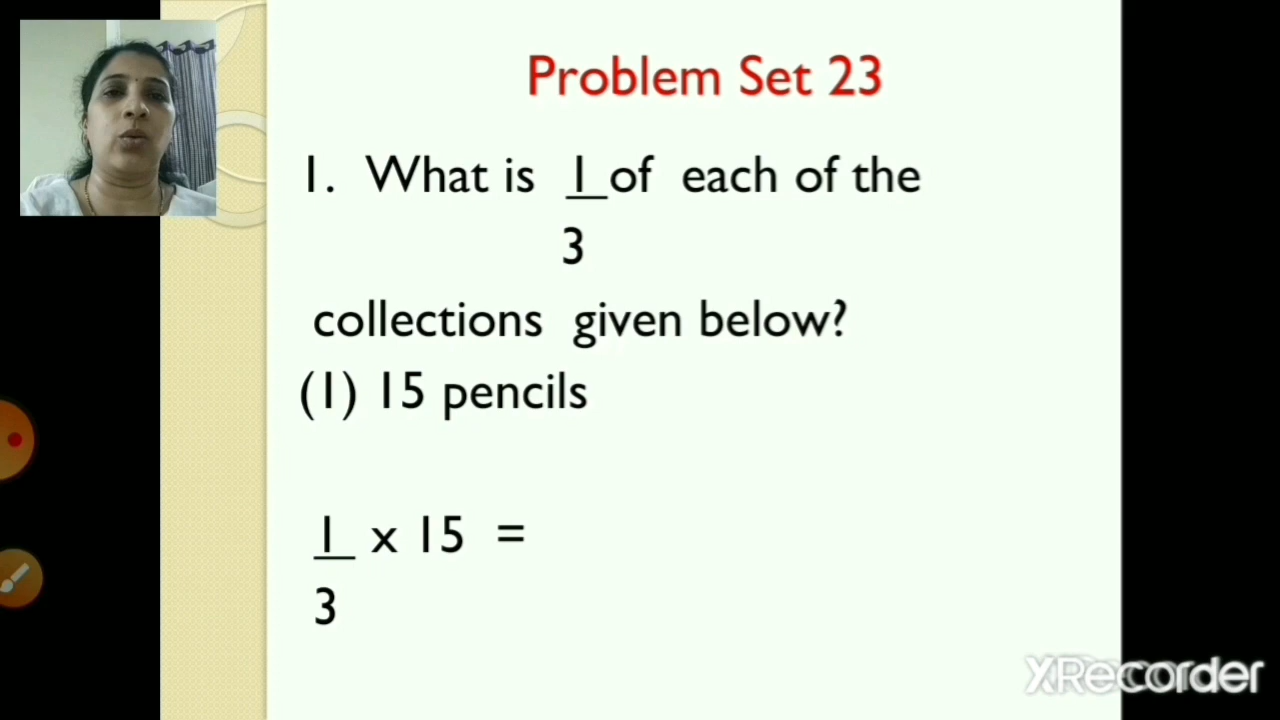 Problem Set 23
1. What is 1 of each of the
3
collections given below?
(1) 15 pencils
1 x 15 =
3
XRecorder